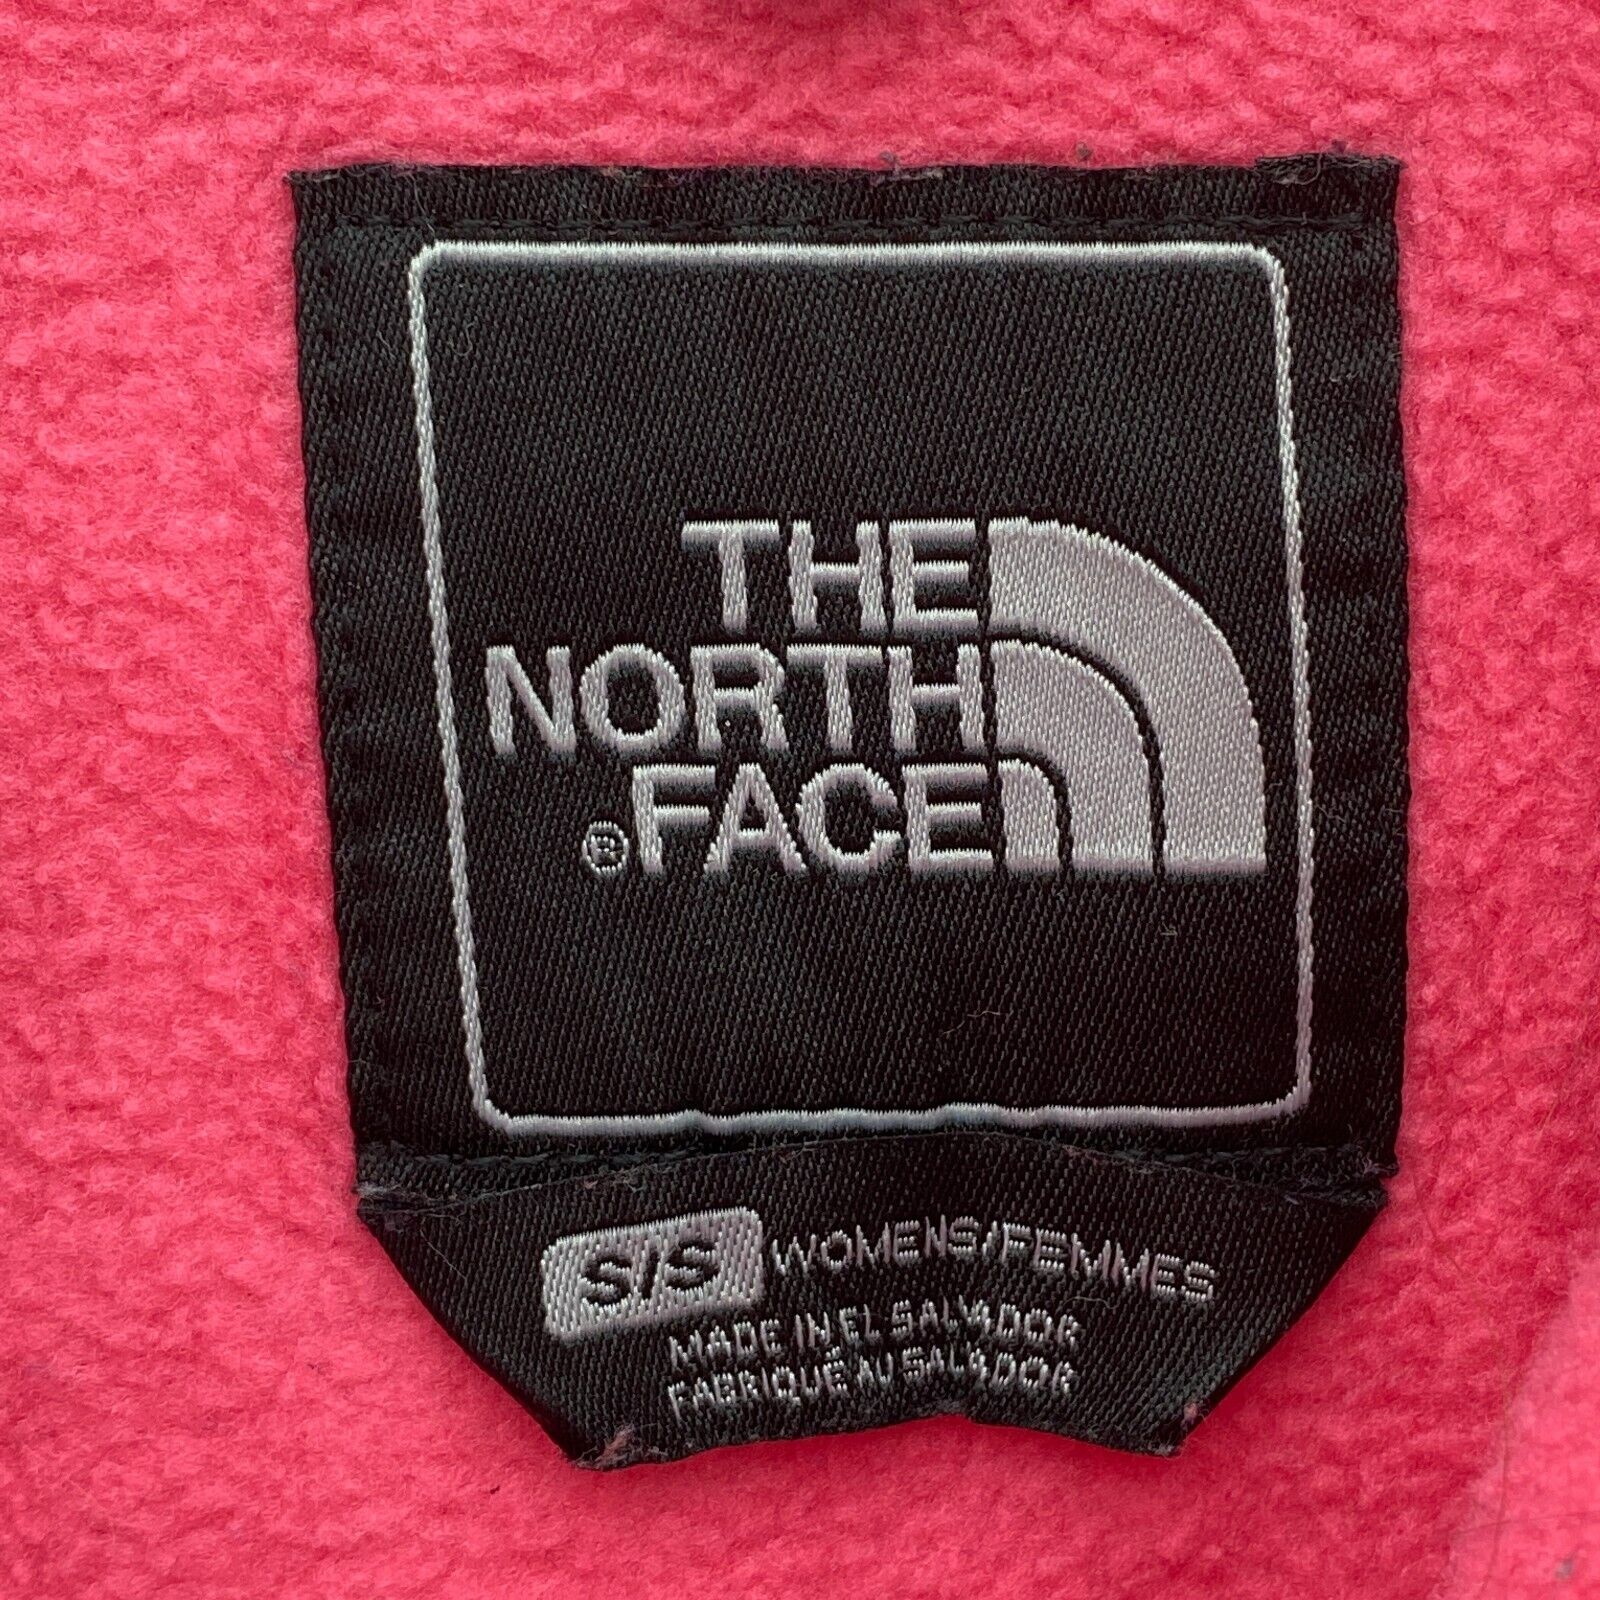 THE
NORTH
®FACE
S/S WOMENS/FEMMES
MADE IN EL SALVADOR
FABRIQUÉ AU SALVADOR